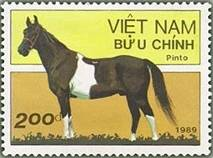 VIỆT NAM
BƯU CHÍNH
Pinto
200đ
1989